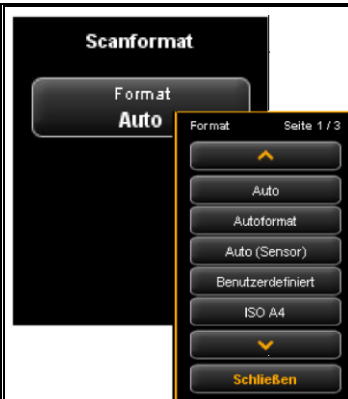 Scanformat
Format
Auto
Format Seite 1 / 3
Auto
Autoformat
Auto (Sensor)
Benutzerdefiniert
ISO A4
Schließen